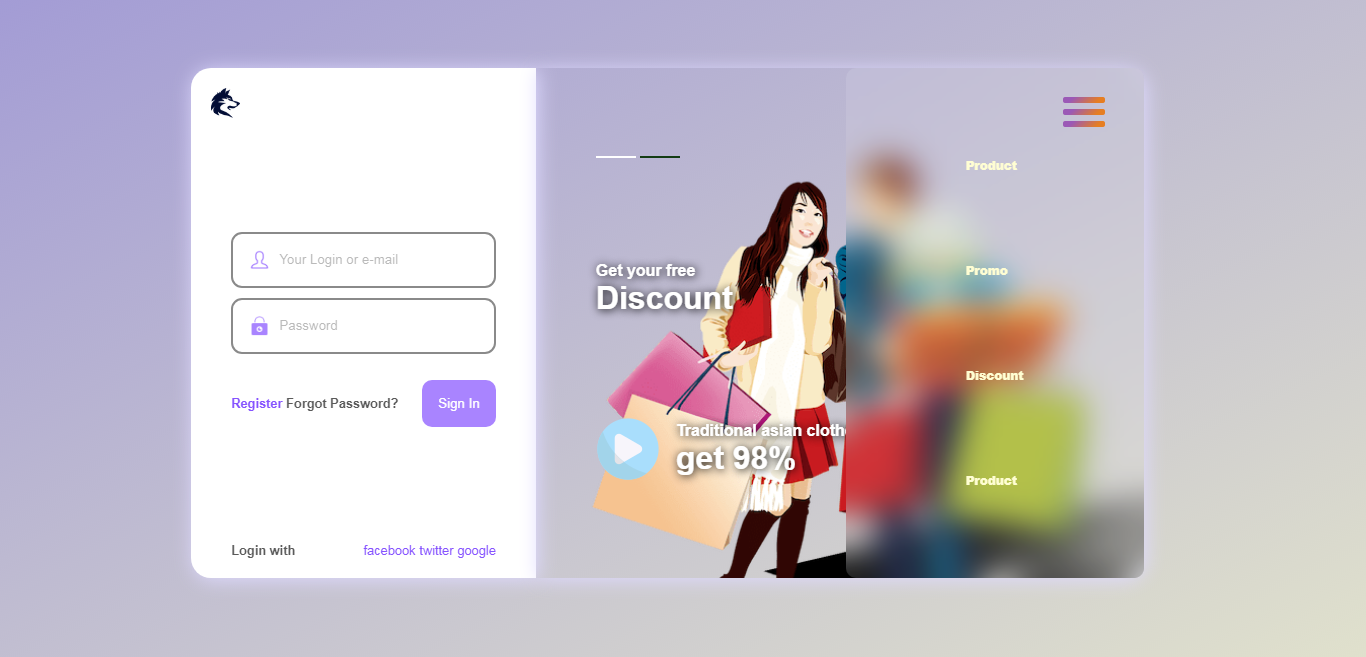 Your Login or e-mail
Password
Register Forgot Password?
Sign In
Login with
facebook twitter google
Get your free
Discount
Traditional asian
get 98%
Product
Promo
Discount
Product